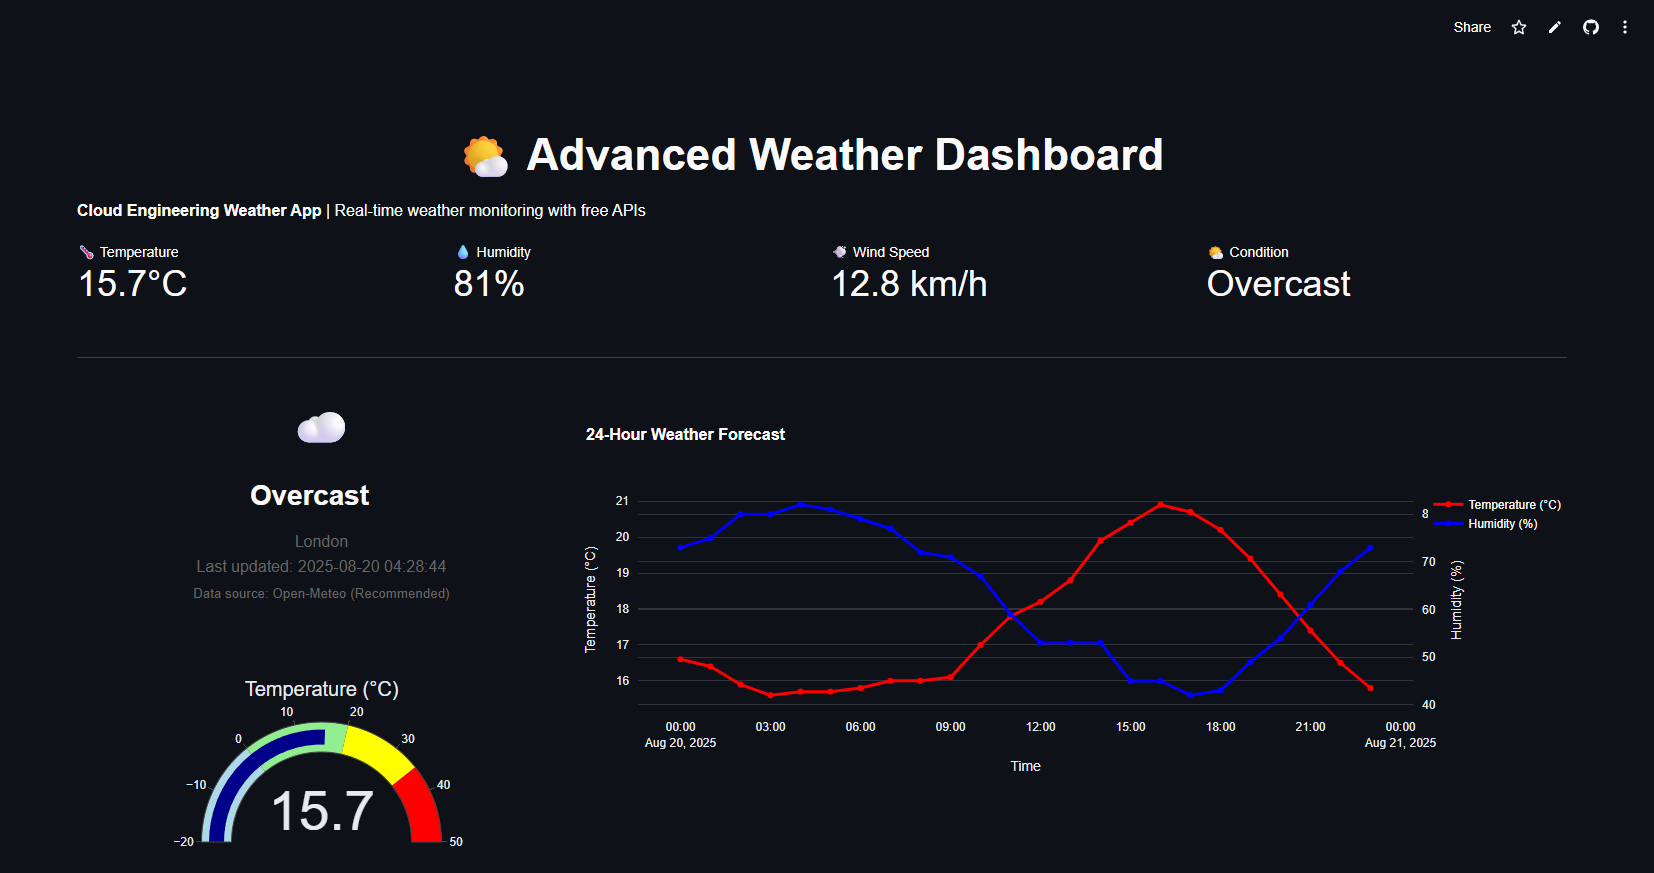 Share
Advanced Weather Dashboard
Cloud Engineering Weather App | Real-time weather monitoring with free APIs
Temperature
15.7°C
Humidity
81%
Wind Speed
12.8 km/h
Condition
Overcast
Overcast
London
Last updated: 2025-08-20 04:28:44
Data source: Open-Meteo (Recommended)
Temperature (°C)
−20
−10
0
10
20
30
40
50
15.7
24-Hour Weather Forecast
Temperature (°C)
21
20
19
18
17
16
8
70
60
50
40
Humidity (%)
Temperature (°C)
Humidity (%)
00:00 03:00 06:00 09:00 12:00 15:00 18:00 21:00 00:00
Aug 20, 2025 Aug 21, 2025
Time